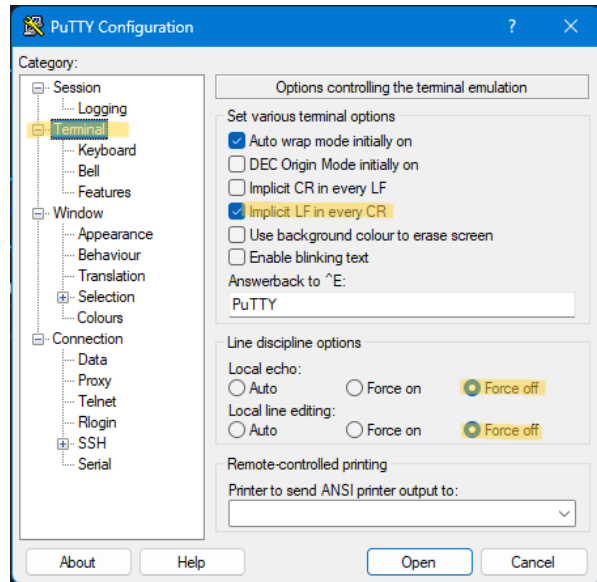 PuTTY Configuration
Category:
Session
Logging
Terminal
Keyboard
Bell
Features
Window
Appearance
Behaviour
Translation
Selection
Colours
Connection
Data
Proxy
Telnet
Rlogin
SSH
Serial
Options controlling the terminal emulation
Set various terminal options
Auto wrap mode initially on
DEC Origin Mode initially on
Implicit CR in every LF
Implicit LF in every CR
Use background colour to erase screen
Enable blinking text
Answerback to ^E:
PuTTY
Line discipline options
Local echo:
Auto Force on Force off
Local line editing:
Auto Force on Force off
Remote-controlled printing
Printer to send ANSI printer output to:
About Help Open Cancel